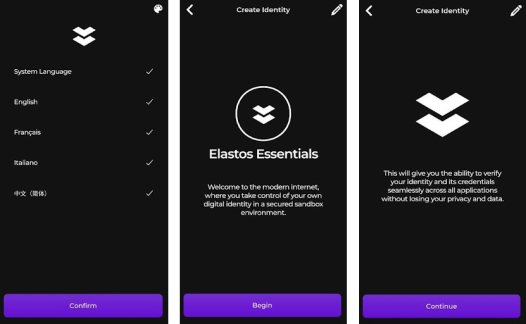 System Language
English
Français
Italiano
中文（简体）
Confirm
Create Identity
Elastos Essentials
Welcome to the modern internet,
where you take control of your own
digital identity in a secured sandbox
environment.
Begin
Create Identity
This will give you the ability to verify
your identity and its credentials
seamlessly across all applications
without losing your privacy and data.
Continue